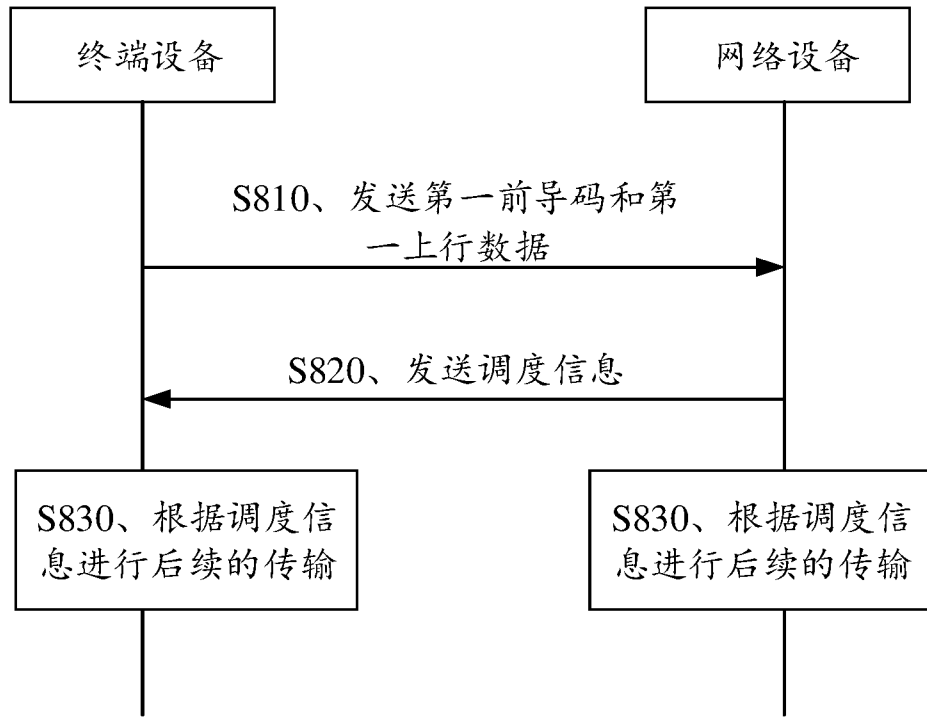 终端设备
网络设备
S810、发送第一前导码和第
一上行数据
S820、发送调度信息
S830、根据调度信
息进行后续的传输
S830、根据调度信
息进行后续的传输